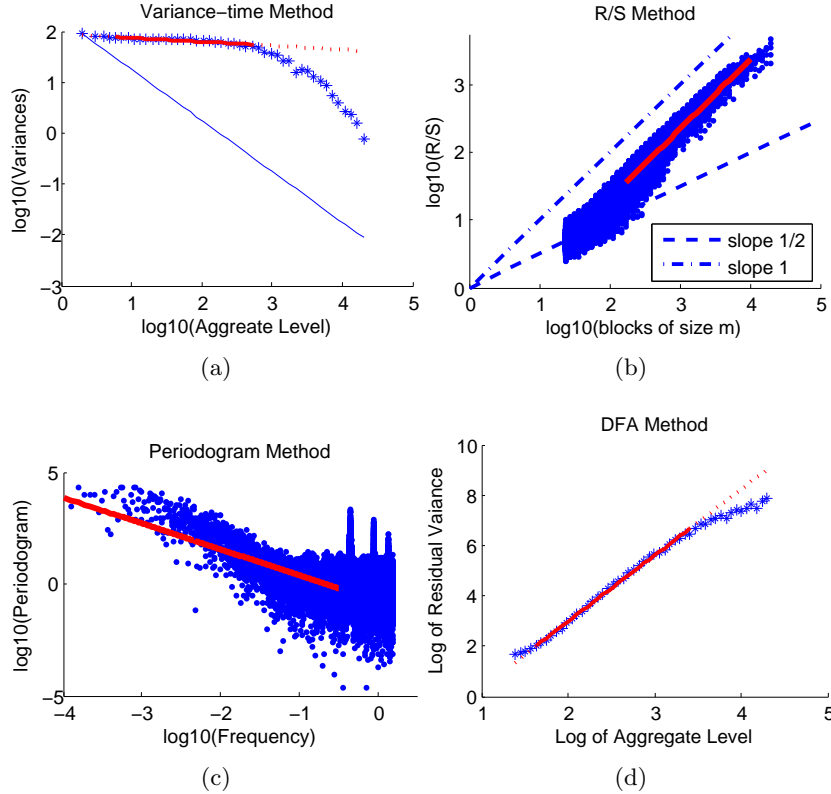 Variance−time Method
log10(Variances)
2
1
0
−1
−2
−3
0
1
2
3
4
5
log10(Aggreate Level)
(a)
R/S Method
log10(R/S)
3
2
1
0
0
1
2
3
4
5
slope 1/2
slope 1
log10(blocks of size m)
(b)
Periodogram Method
log10(Periodogram)
5
0
−5
−4
−3
−2
−1
0
log10(Frequency)
(c)
DFA Method
Log of Residual Vaiance
10
8
6
4
2
0
1
2
3
4
5
Log of Aggregate Level
(d)